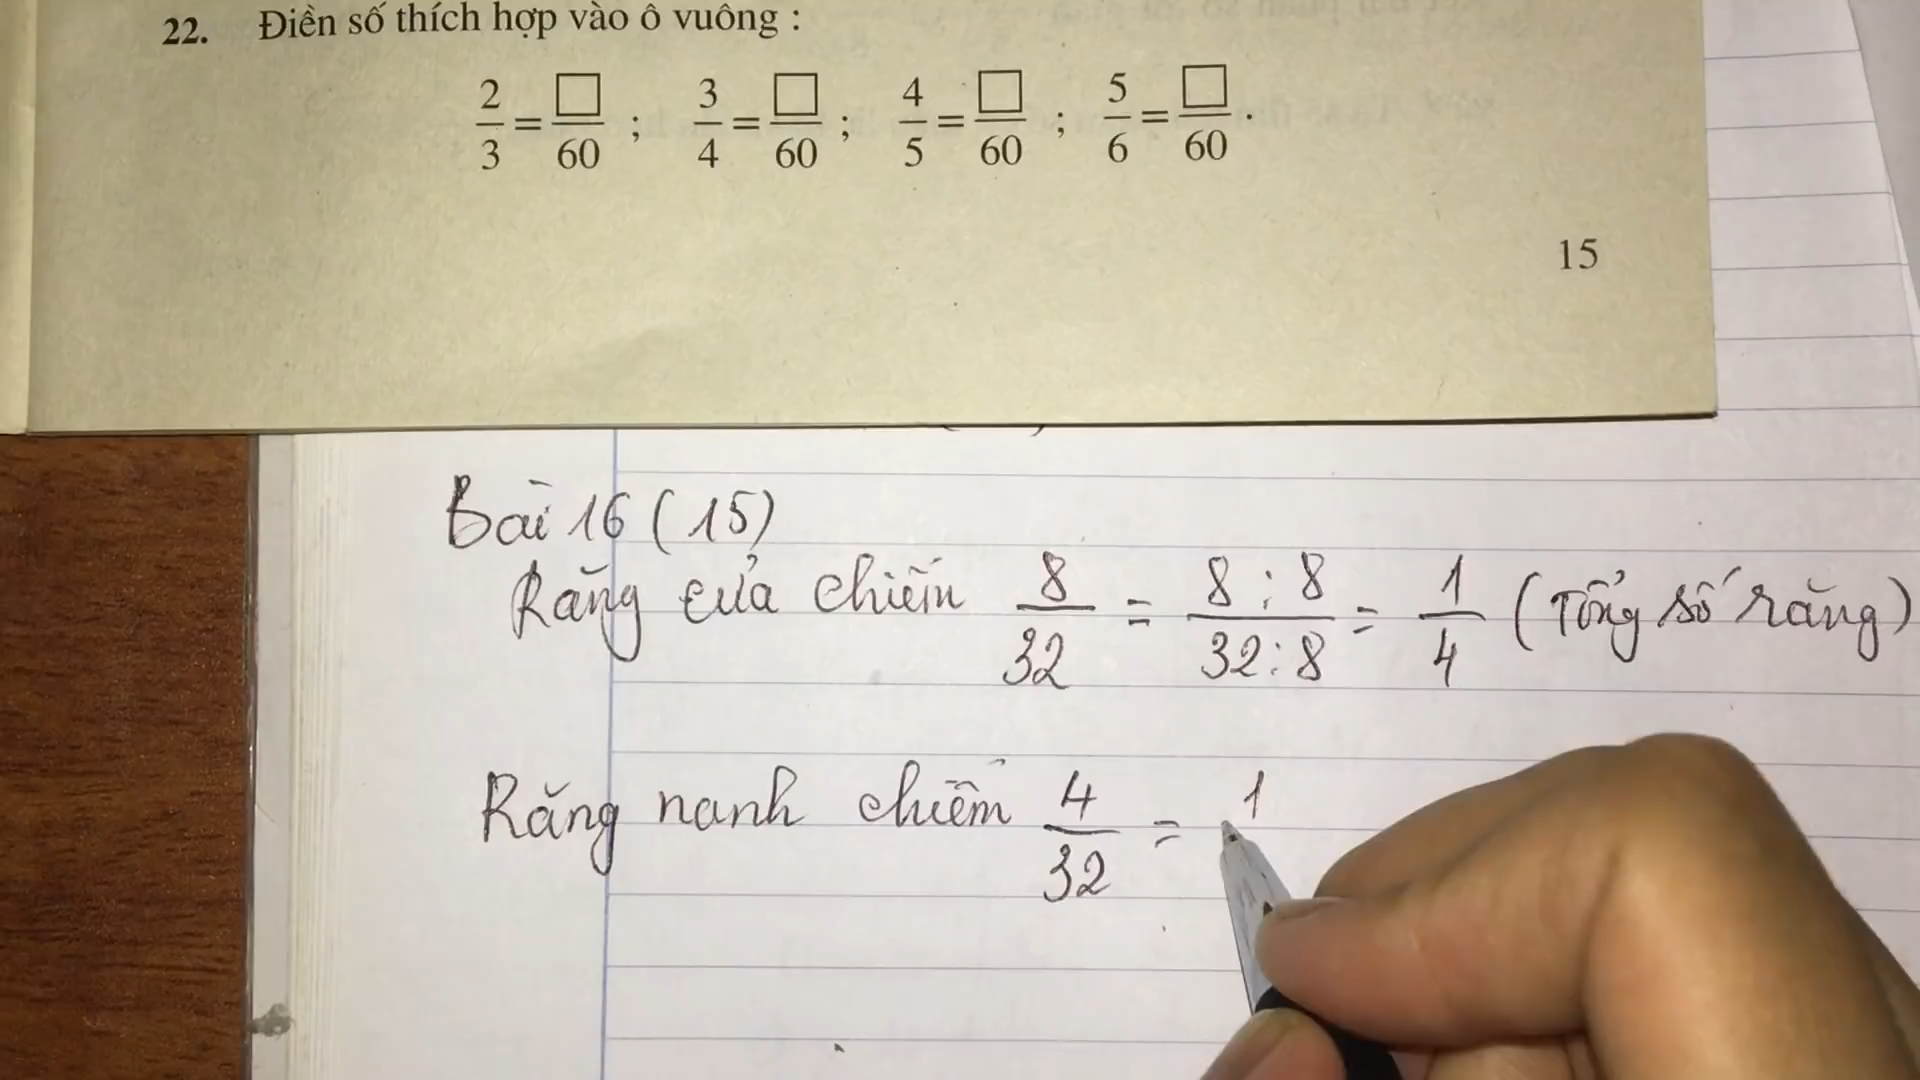 22. Điền số thích hợp vào ô vuông :
2/3 = □/60 ; 3/4 = □/60 ; 4/5 = □/60 ; 5/6 = □/60 .
15
Bài 16 (15)
Răng cửa chiếm 8/32 = 8:8/32:8 = 1/4 (Tổng số răng)
Răng nanh chiếm 4/32 = 1